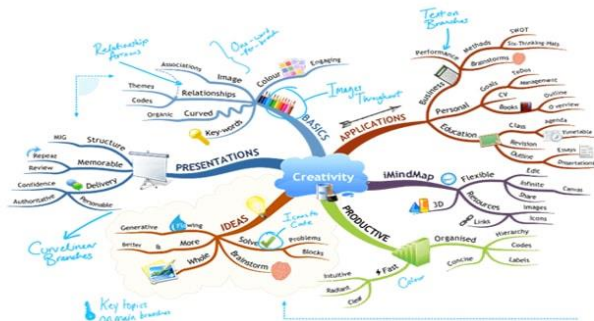 Text on
Branches
Relationship
Arrows
One-word
per-branch
Images
Throughout
Curvelinear
Branches
Icons to
Code
Colour
Key topics
on main branches
Creativity
BASICS
Colour
Engaging
Image
Associations
Relationships
Themes
Codes
Curved
Organic
Key-words
APPLICATIONS
Business
Performance
Methods
SWOT
Six-Thinking Hats
Brainstorms
Personal
Goals
ToDos
Management
CV
Outline
Books
Overview
Education
Class
Agenda
Timetable
Revision
Essays
Outline
Dissertations
iMindMap
Flexible
Edit
Infinite
Canvas
Resources
Share
Images
Icons
Links
3D
PRODUCTIVE
Organised
Hierarchy
Codes
Labels
Concise
Fast
Intuitive
Radiant
Clear
IDEAS
Flowing
Generative
More
&
Better
Whole
Solve
Problems
Blocks
Brainstorm
PRESENTATIONS
Structure
MIG
Memorable
Repeat
Review
Delivery
Confidence
Authoritative
Personable